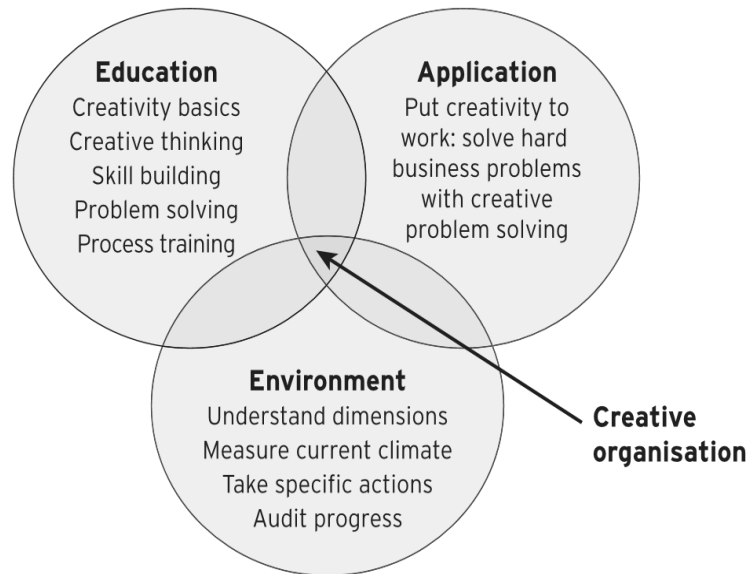 Education
Creativity basics
Creative thinking
Skill building
Problem solving
Process training
Application
Put creativity to
work: solve hard
business problems
with creative
problem solving
Environment
Understand dimensions
Measure current climate
Take specific actions
Audit progress
Creative
organisation